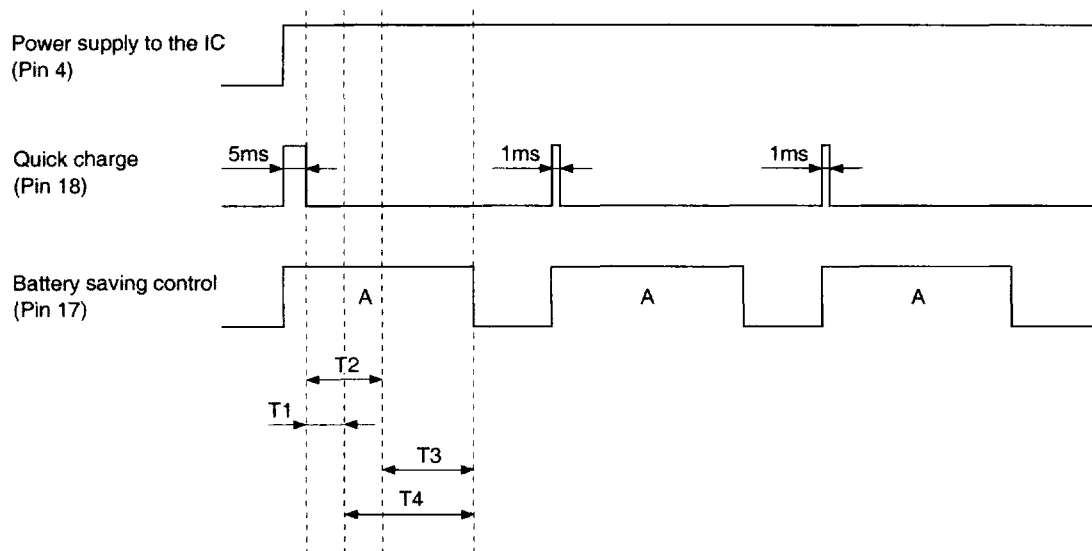 Power supply to the IC
(Pin 4)
Quick charge
(Pin 18)
5ms
1ms
1ms
Battery saving control
(Pin 17)
A
A
A
T2
T1
T3
T4